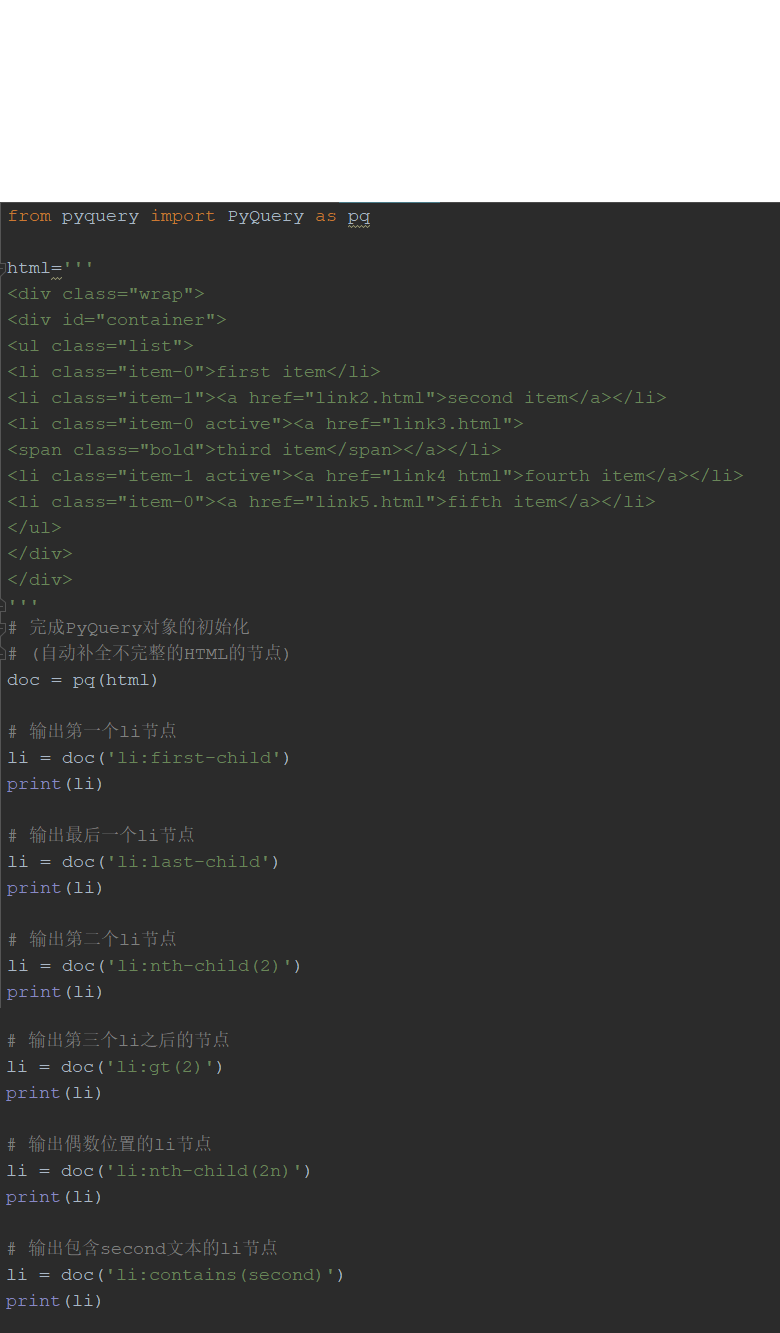 from pyquery import PyQuery as pq
html='''
<div class="wrap">
<div id="container">
<ul class="list">
<li class="item-0">first item</li>
<li class="item-1"><a href="link2.html">second item</a></li>
<li class="item-0 active"><a href="link3.html">
<span class="bold">third item</span></a></li>
<li class="item-1 active"><a href="link4 html">fourth item</a></li>
<li class="item-0"><a href="link5.html">fifth item</a></li>
</ul>
</div>
</div>
'''
# 完成PyQuery对象的初始化
# (自动补全不完整的HTML的节点)
doc = pq(html)
# 输出第一个li节点
li = doc('li:first-child')
print(li)
# 输出最后一个li节点
li = doc('li:last-child')
print(li)
# 输出第二个li节点
li = doc('li:nth-child(2)')
print(li)
# 输出第三个li之后的节点
li = doc('li:gt(2)')
print(li)
# 输出偶数位置的li节点
li = doc('li:nth-child(2n)')
print(li)
# 输出包含second文本的li节点
li = doc('li:contains(second)')
print(li)